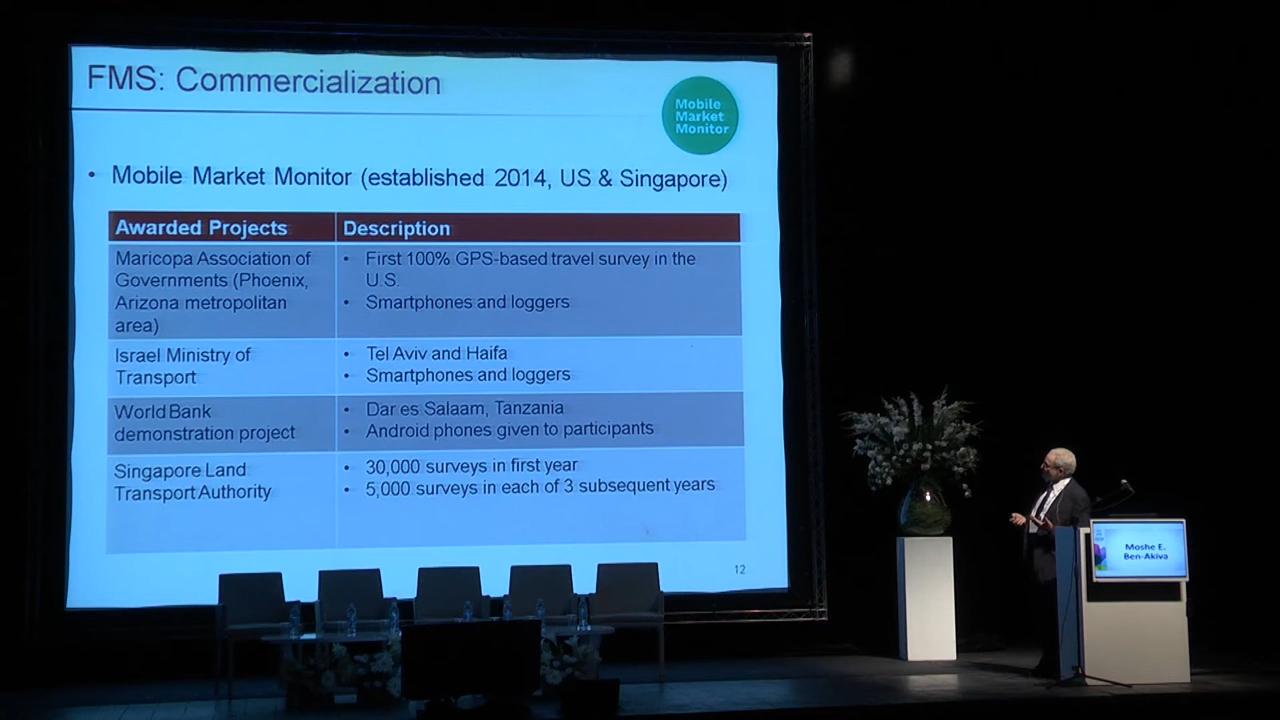 FMS: Commercialization
Mobile
Market
Monitor
• Mobile Market Monitor (established 2014, US & Singapore)
Awarded Projects
Description
Maricopa Association of
Governments (Phoenix,
Arizona metropolitan
area)
• First 100% GPS-based travel survey in the
U.S.
• Smartphones and loggers
Israel Ministry of
Transport
• Tel Aviv and Haifa
• Smartphones and loggers
World Bank
demonstration project
• Dar es Salaam, Tanzania
• Android phones given to participants
Singapore Land
Transport Authority
• 30,000 surveys in first year
• 5,000 surveys in each of 3 subsequent years
12
Moshe E.
Ben-Akiva